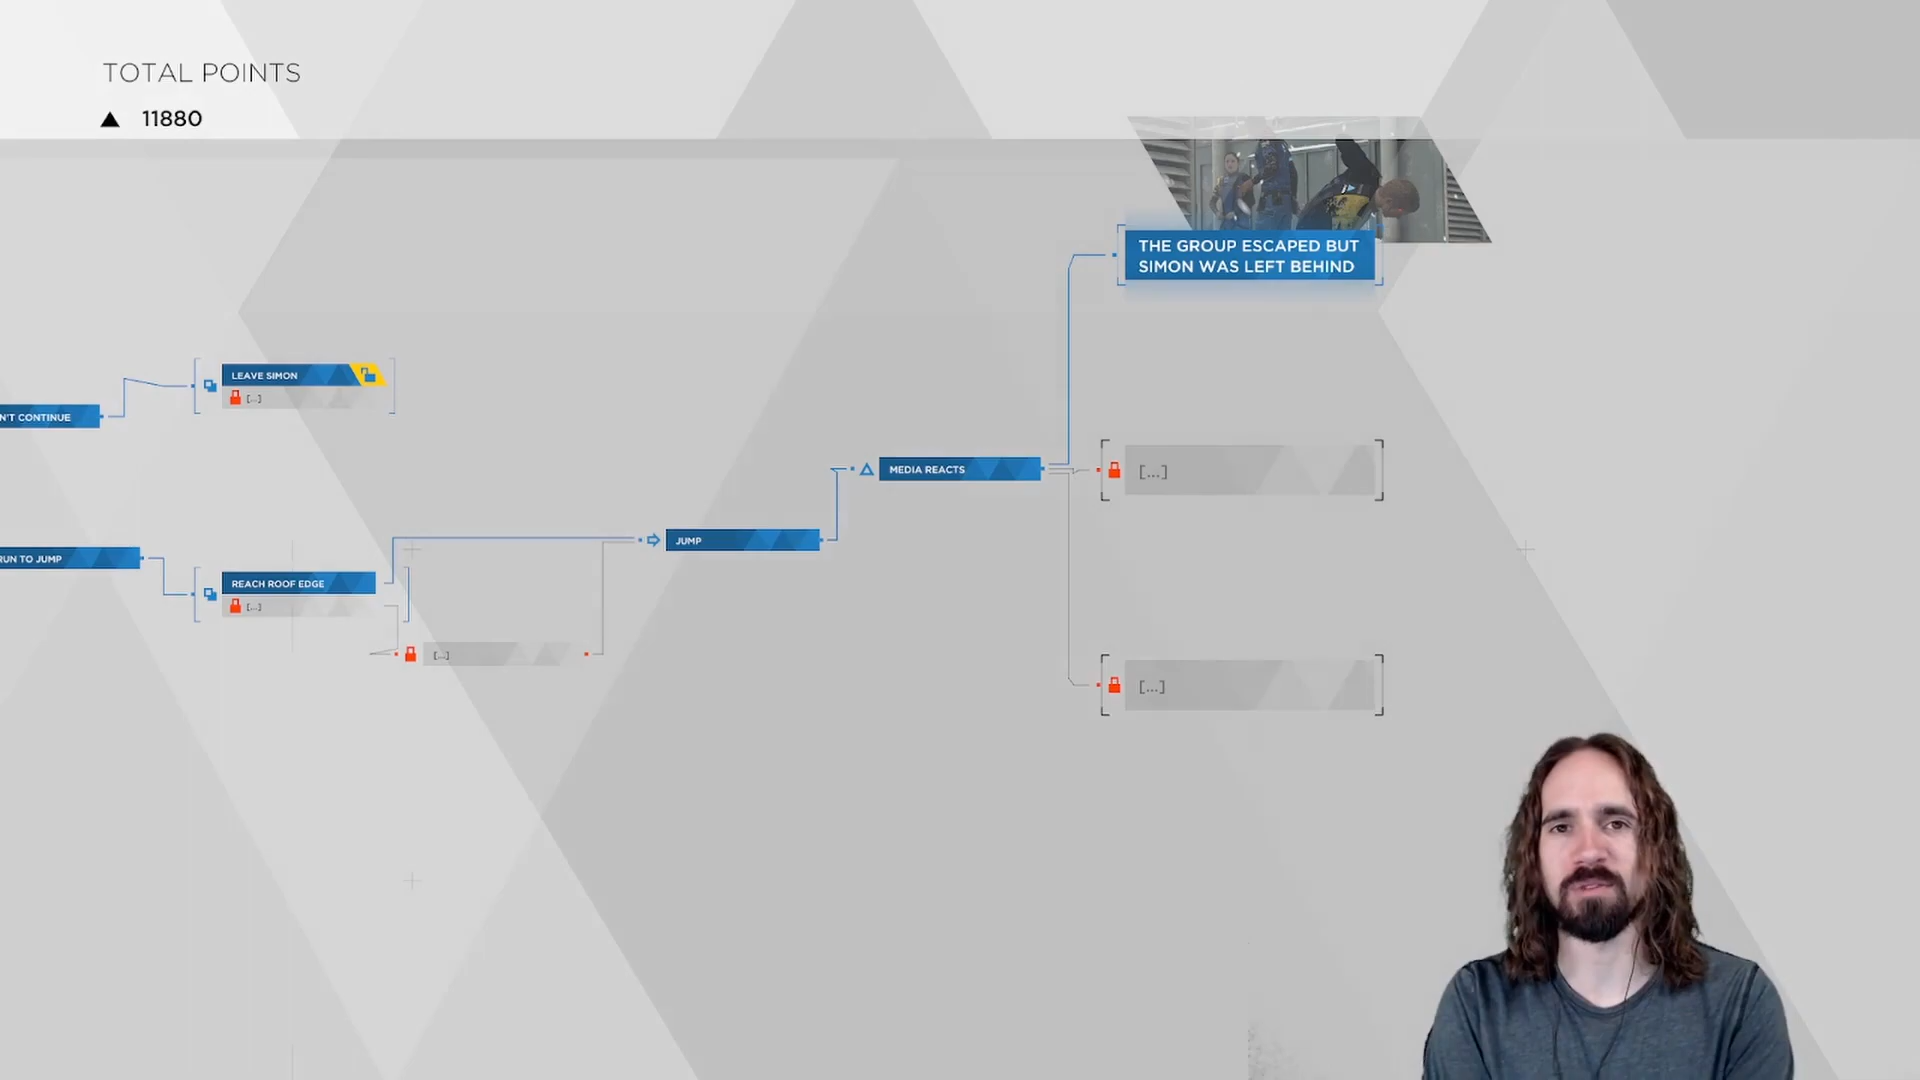 TOTAL POINTS
11880
THE GROUP ESCAPED BUT
SIMON WAS LEFT BEHIND
LEAVE SIMON
[...]
N'T CONTINUE
MEDIA REACTS
[...]
JUMP
RUN TO JUMP
REACH ROOF EDGE
[...]
[...]
[...]